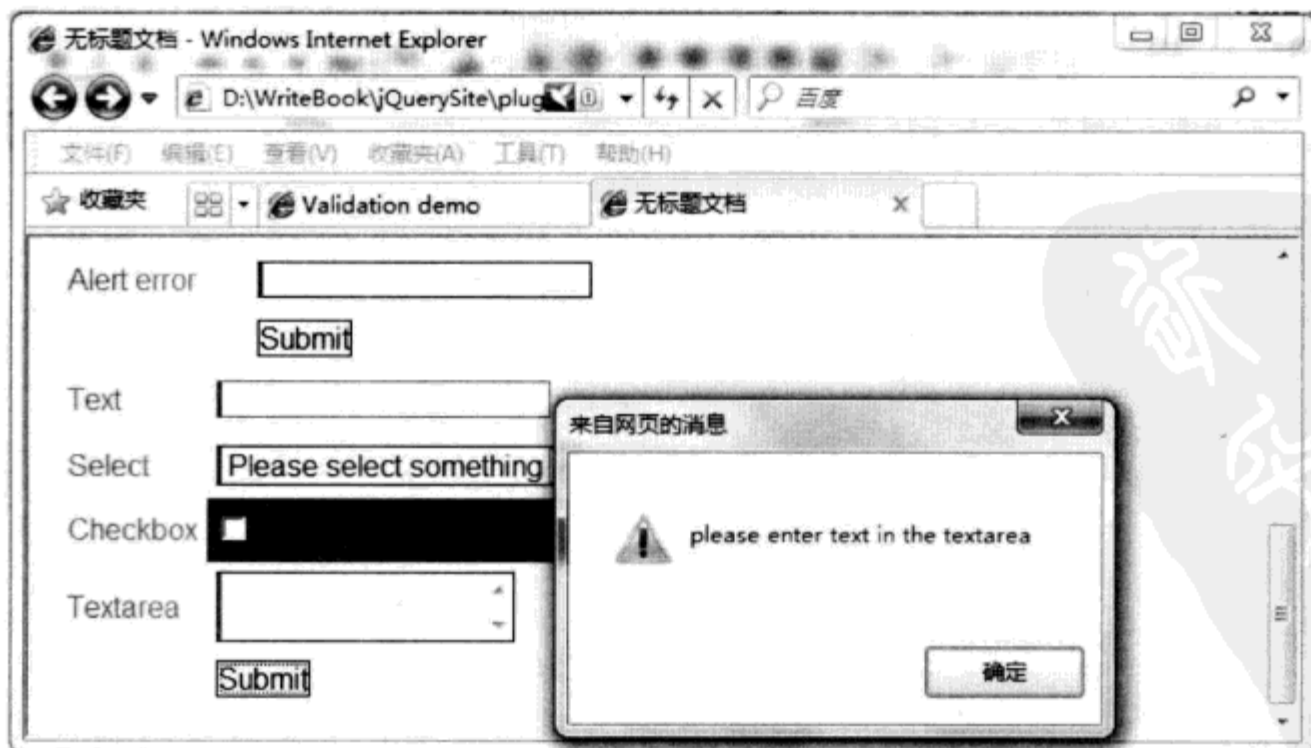 无标题文档 - Windows Internet Explorer
D:\WriteBook\jQuerySite\plug
百度
文件(F) 编辑(E) 查看(V) 收藏夹(A) 工具(T) 帮助(H)
收藏夹 Validation demo 无标题文档
Alert error
Submit
Text
Select Please select something
Checkbox
Textarea
Submit
来自网页的消息
please enter text in the textarea
确定